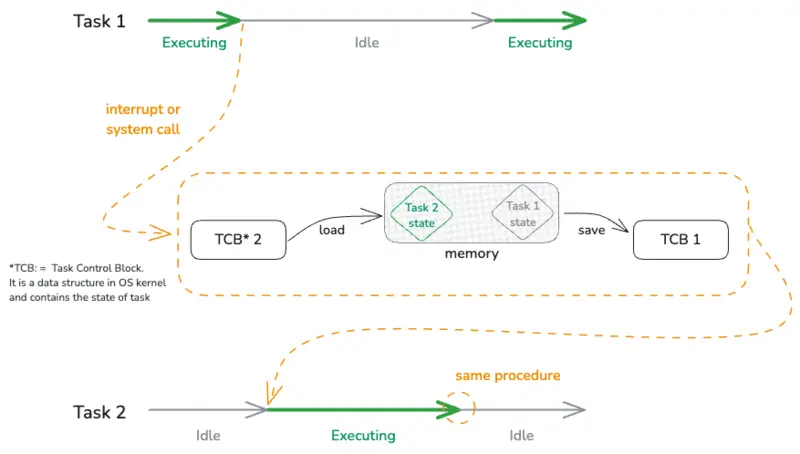 Task 1
Executing
Idle
Executing
interrupt or
system call
Task 2
state
Task 1
state
TCB* 2
load
save
TCB 1
memory
*TCB: = Task Control Block.
It is a data structure in OS kernel
and contains the state of task
same procedure
Task 2
Idle
Executing
Idle